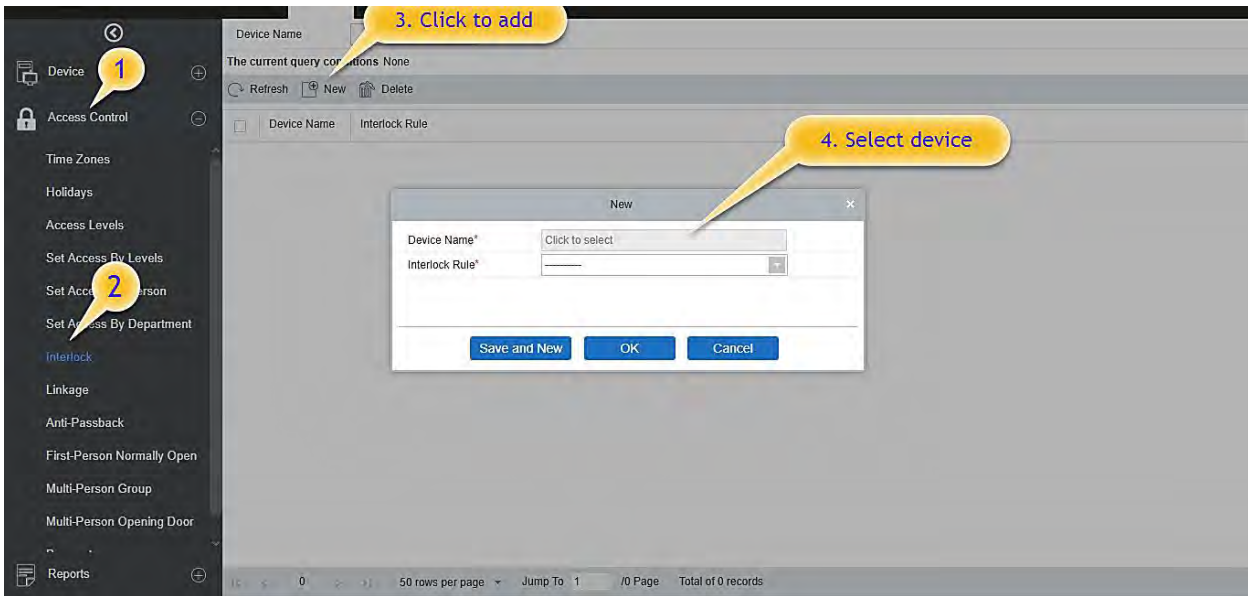 3. Click to add
Device Name
The current query conditions None
Refresh New Delete
Device Name Interlock Rule
1
Device
Access Control
Time Zones
Holidays
Access Levels
Set Access By Levels
2
Set Access erson
Set Access By Department
Interlock
Linkage
Anti-Passback
First-Person Normally Open
Multi-Person Group
Multi-Person Opening Door
Reports
4. Select device
New
Device Name* Click to select
Interlock Rule* ----------
Save and New OK Cancel
0 50 rows per page Jump To 1 /0 Page Total of 0 records